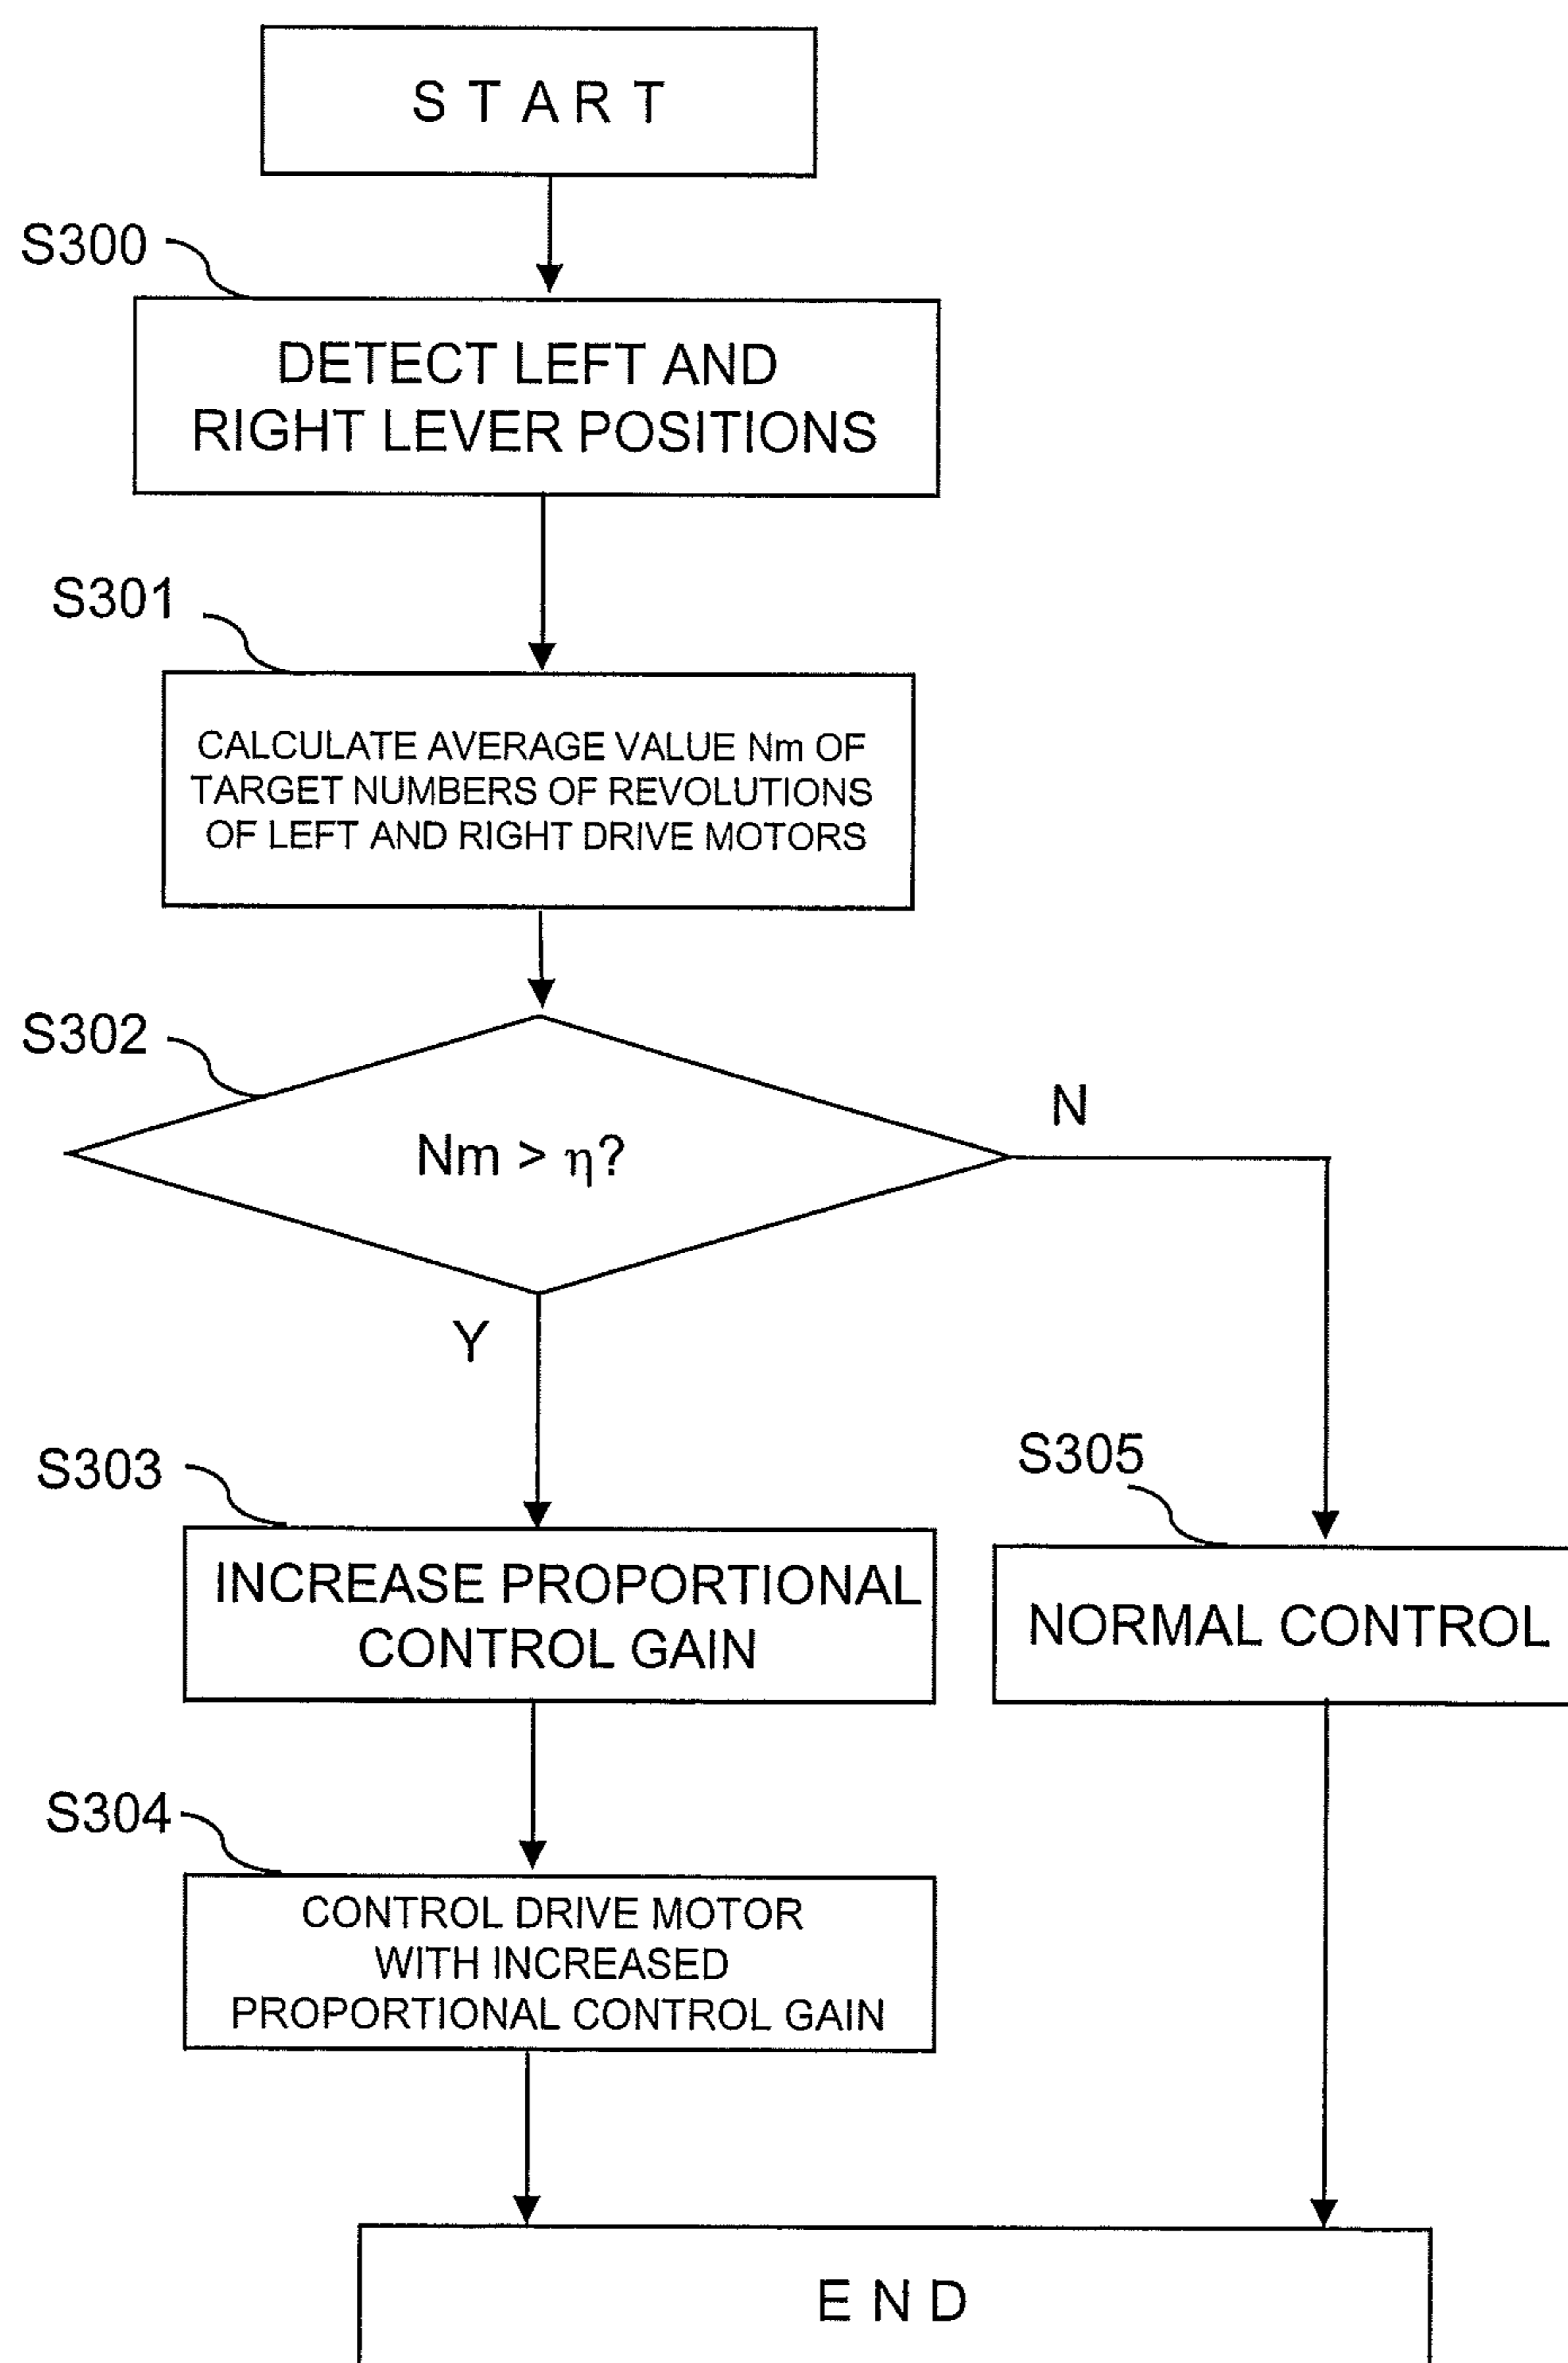 START
S300
DETECT LEFT AND
RIGHT LEVER POSITIONS
S301
CALCULATE AVERAGE VALUE Nm OF
TARGET NUMBERS OF REVOLUTIONS
OF LEFT AND RIGHT DRIVE MOTORS
S302
Nm > η?
N
Y
S303
INCREASE PROPORTIONAL
CONTROL GAIN
S305
NORMAL CONTROL
S304
CONTROL DRIVE MOTOR
WITH INCREASED
PROPORTIONAL CONTROL GAIN
END